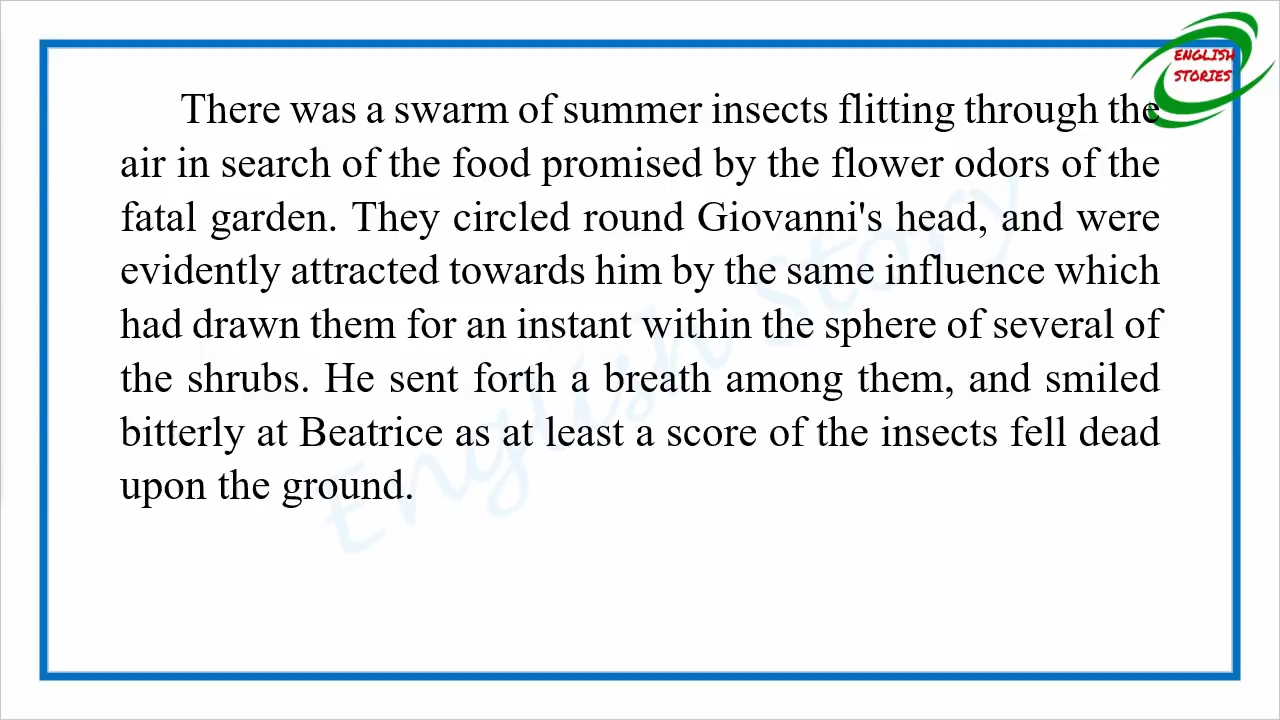 ENGLISH
STORIES
There was a swarm of summer insects flitting through the
air in search of the food promised by the flower odors of the
fatal garden. They circled round Giovanni's head, and were
evidently attracted towards him by the same influence which
had drawn them for an instant within the sphere of several of
the shrubs. He sent forth a breath among them, and smiled
bitterly at Beatrice as at least a score of the insects fell dead
upon the ground.
English Story